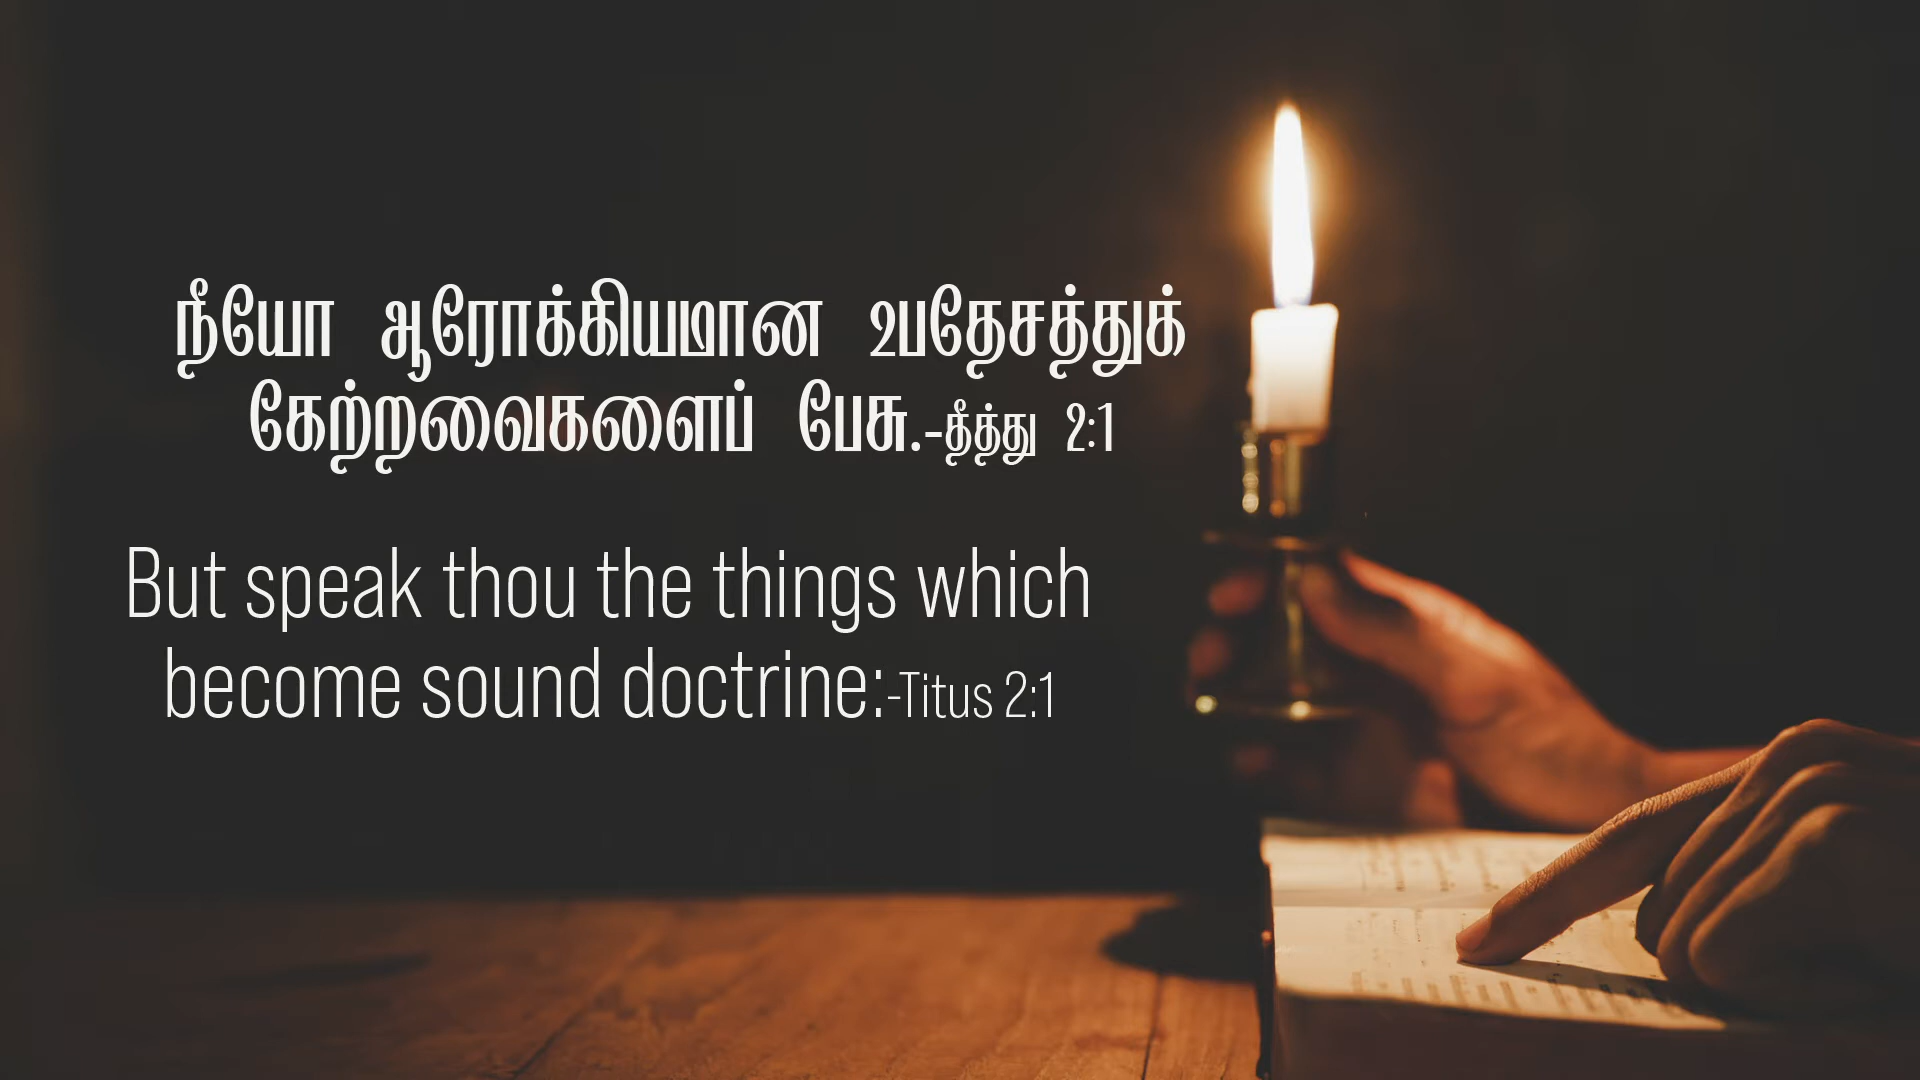 நீயோ ஆரோக்கியமான உபதேசத்துக்
கேற்றவைகளைப் பேசு.-தீத்து 2:1
But speak thou the things which
become sound doctrine:-Titus 2:1